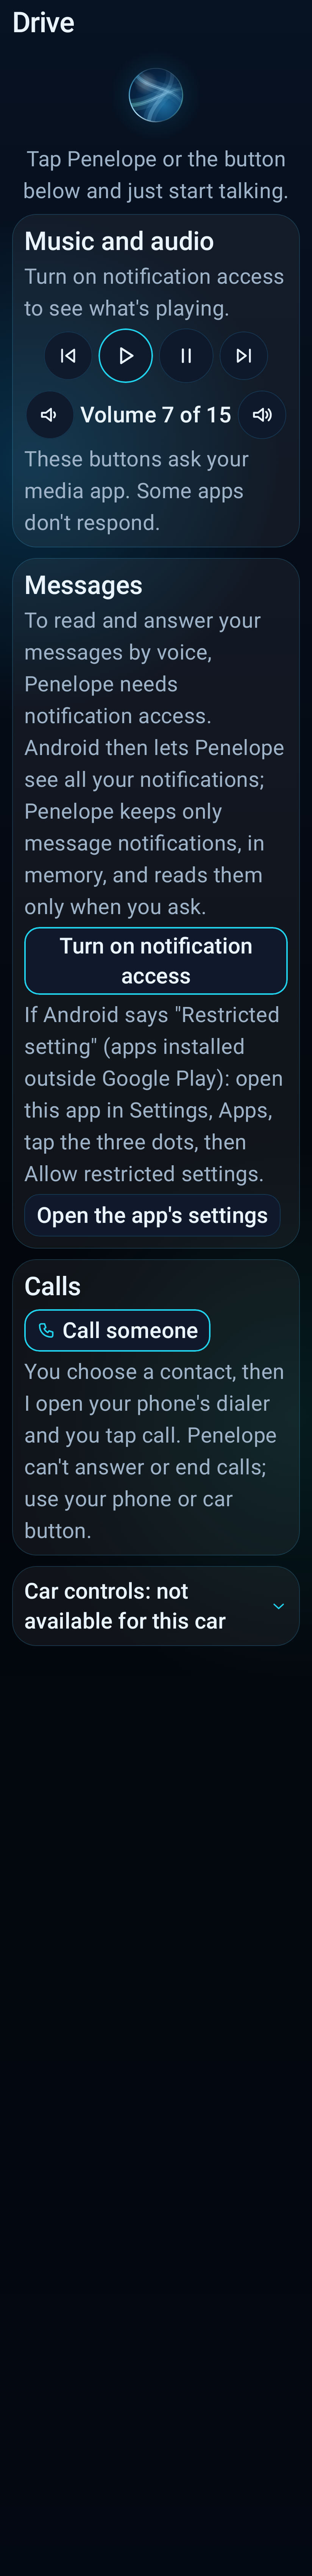 Drive
Tap Penelope or the button
below and just start talking.
Music and audio
Turn on notification access
to see what's playing.
Volume 7 of 15
These buttons ask your
media app. Some apps
don't respond.
Messages
To read and answer your
messages by voice,
Penelope needs
notification access.
Android then lets Penelope
see all your notifications;
Penelope keeps only
message notifications, in
memory, and reads them
only when you ask.
Turn on notification
access
If Android says "Restricted
setting" (apps installed
outside Google Play): open
this app in Settings, Apps,
tap the three dots, then
Allow restricted settings.
Open the app's settings
Calls
Call someone
You choose a contact, then
I open your phone's dialer
and you tap call. Penelope
can't answer or end calls;
use your phone or car
button.
Car controls: not
available for this car